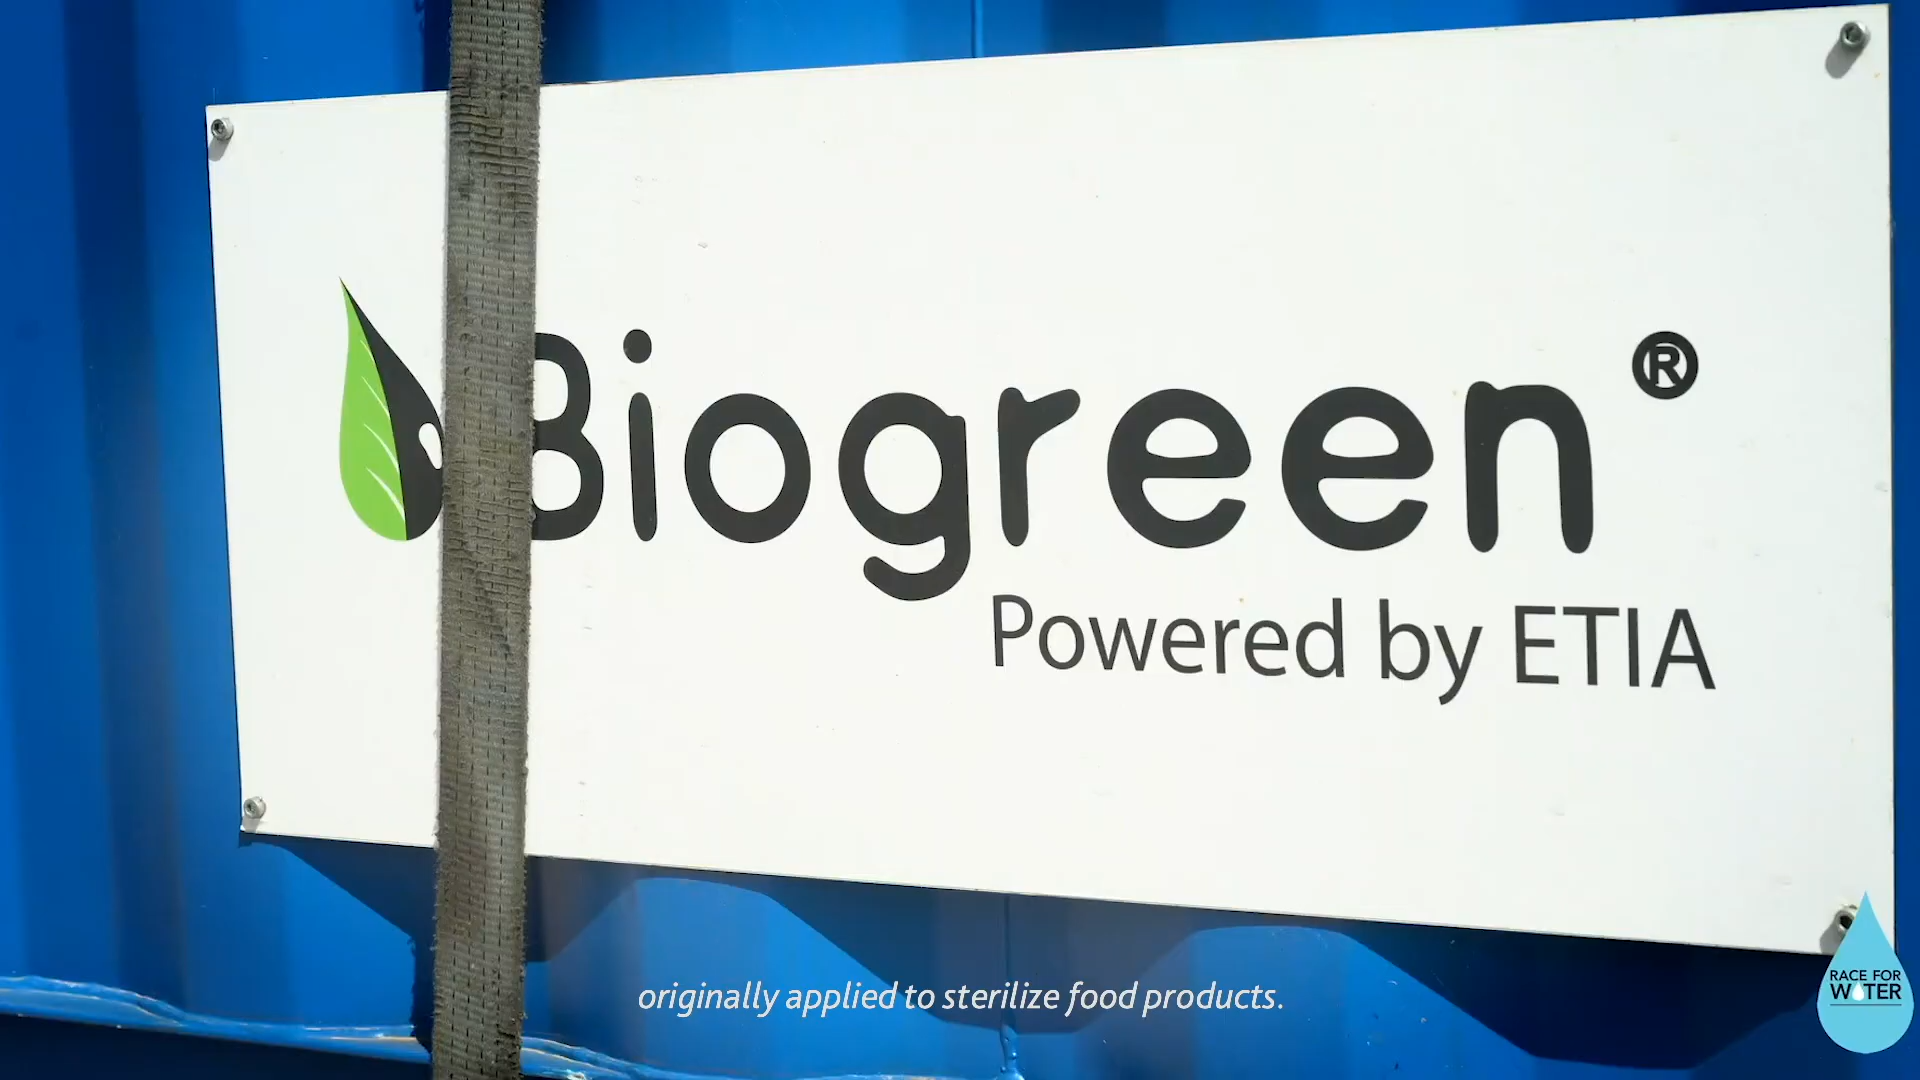 Biogreen®
Powered by ETIA
originally applied to sterilize food products.
RACE FOR
WATER